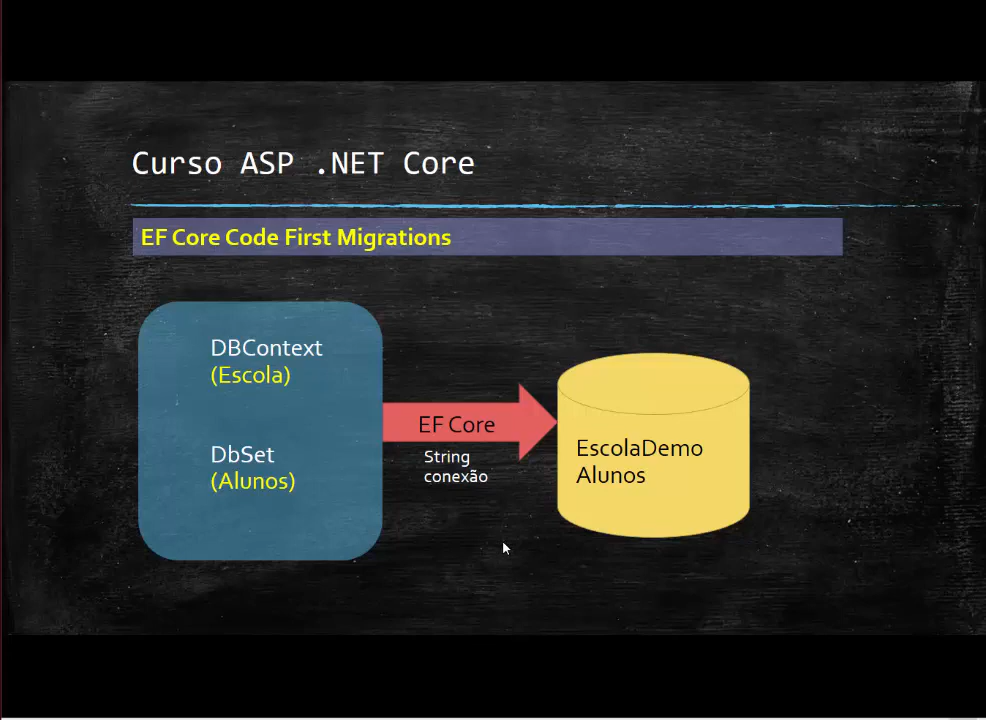 Curso ASP .NET Core
EF Core Code First Migrations
DBContext
(Escola)
DbSet
(Alunos)
EF Core
String
conexão
EscolaDemo
Alunos